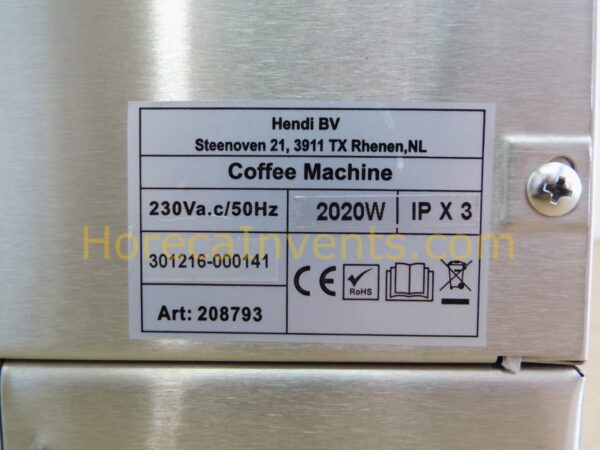 Hendi BV
Steenoven 21, 3911 TX Rhenen,NL
Coffee Machine
230Va.c/50Hz 2020W IP X 3
HorecaInvents.com
301216-000141
CE RoHS
Art: 208793